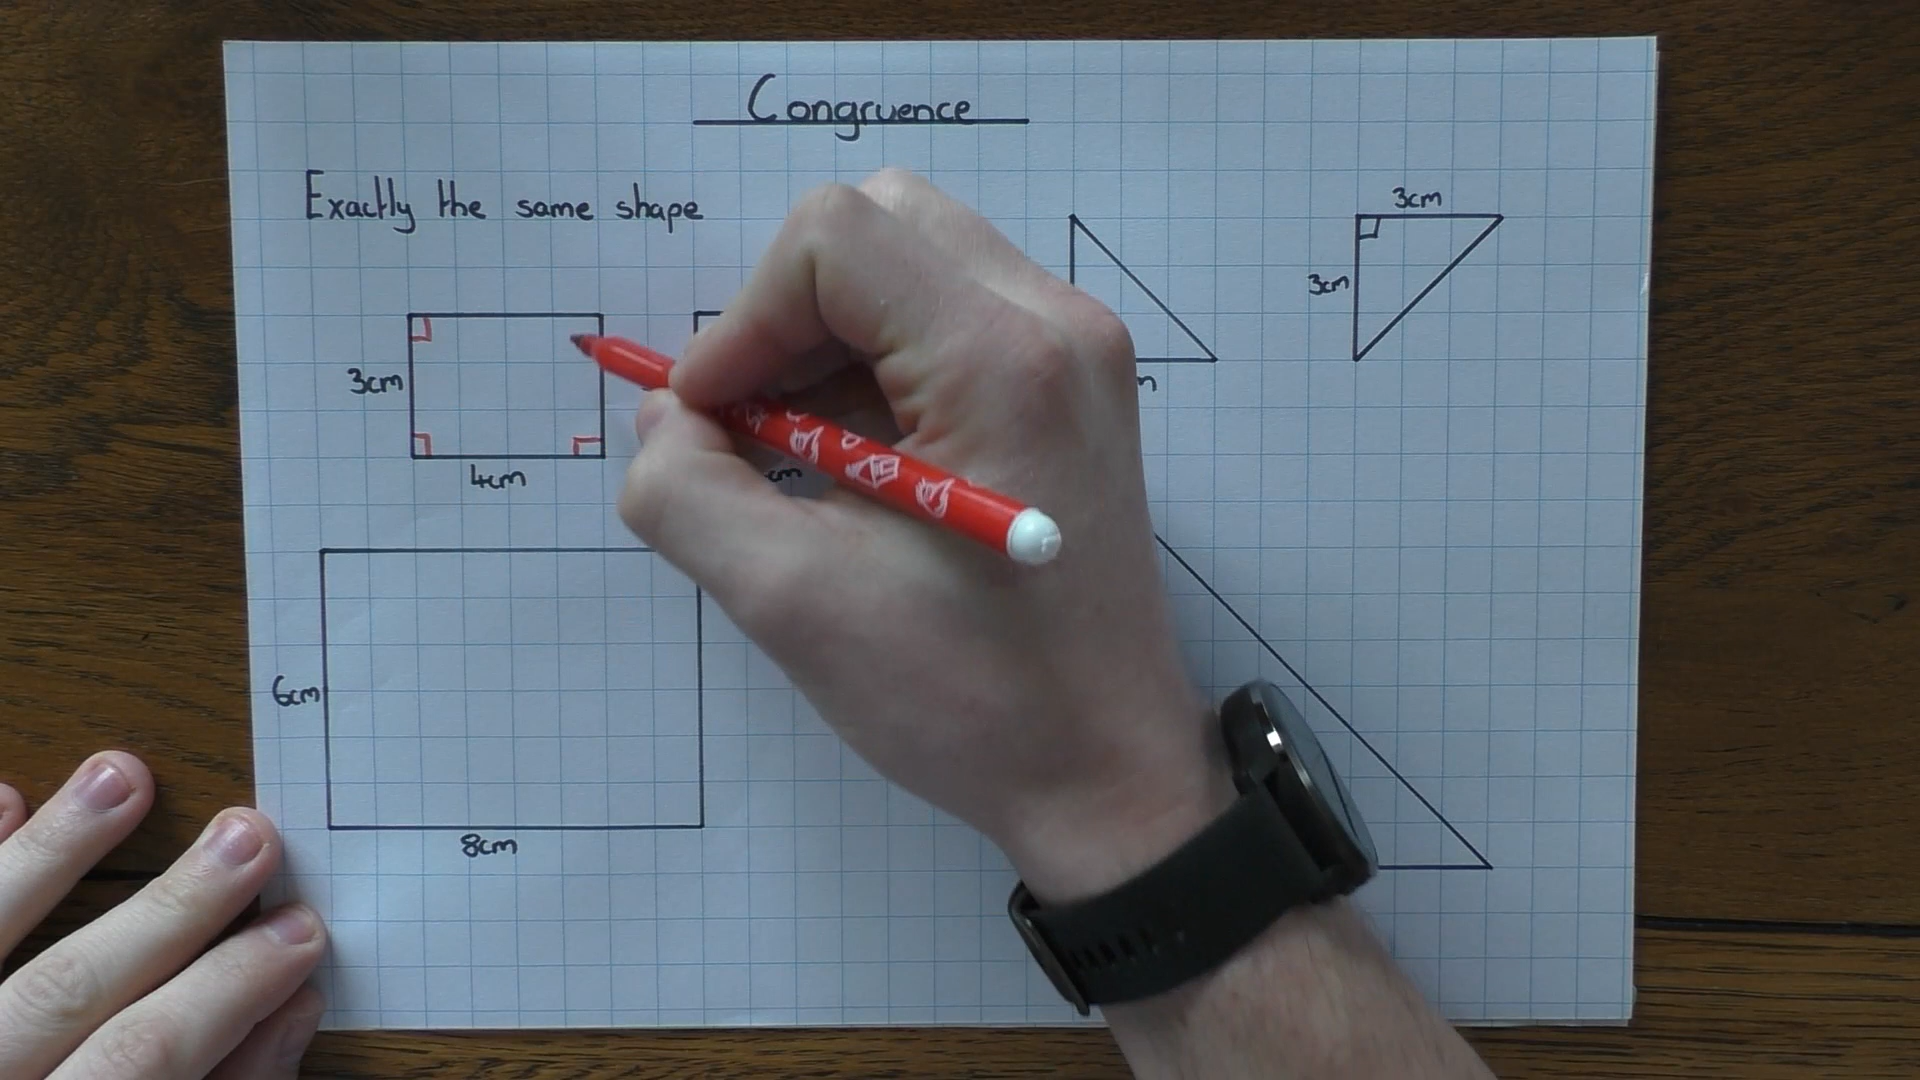 Congruence
Exactly the same shape
3cm
3cm
3cm
4cm
6cm
8cm